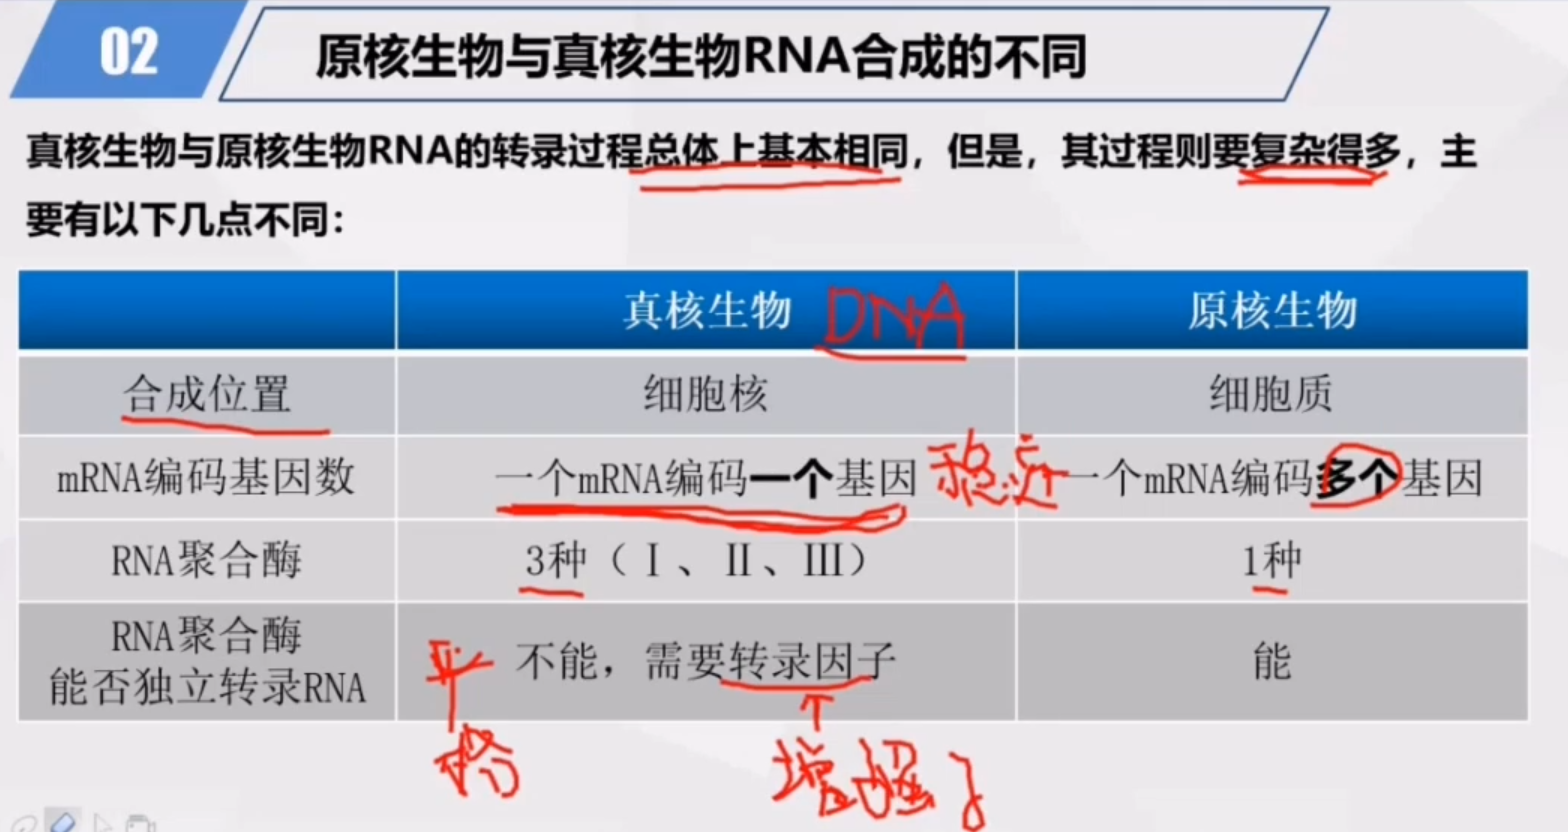 02
原核生物与真核生物RNA合成的不同
真核生物与原核生物RNA的转录过程总体上基本相同，但是，其过程则要复杂得多，主
要有以下几点不同：
真核生物 DNA 原核生物
合成位置 细胞核 细胞质
mRNA编码基因数 一个mRNA编码一个基因 一个mRNA编码多个基因
RNA聚合酶 3种（Ⅰ、Ⅱ、Ⅲ） 1种
RNA聚合酶
能否独立转录RNA 不能，需要转录因子 能
增强子